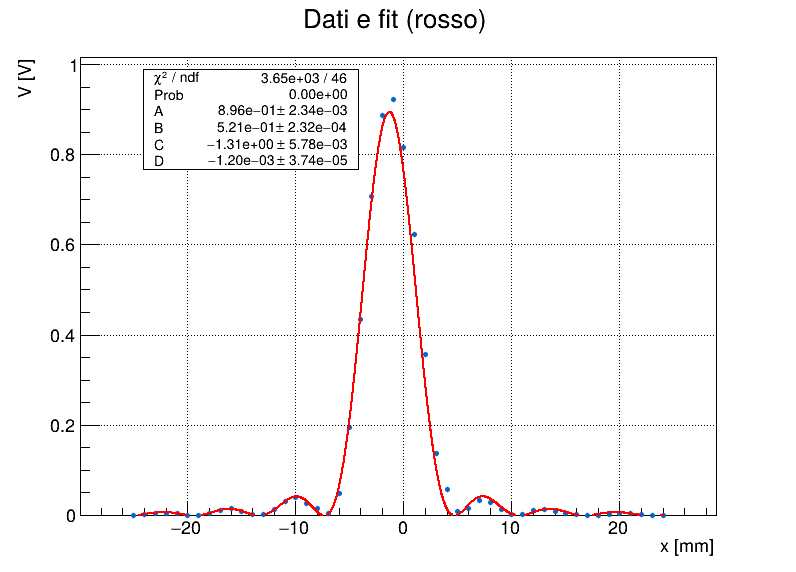 Dati e fit (rosso)
V [V]
χ² / ndf 3.65e+03 / 46
Prob 0.00e+00
A 8.96e−01± 2.34e−03
B 5.21e−01± 2.32e−04
C −1.31e+00 ± 5.78e−03
D −1.20e−03 ± 3.74e−05
1
0.8
0.6
0.4
0.2
0
−20 −10 0 10 20
x [mm]